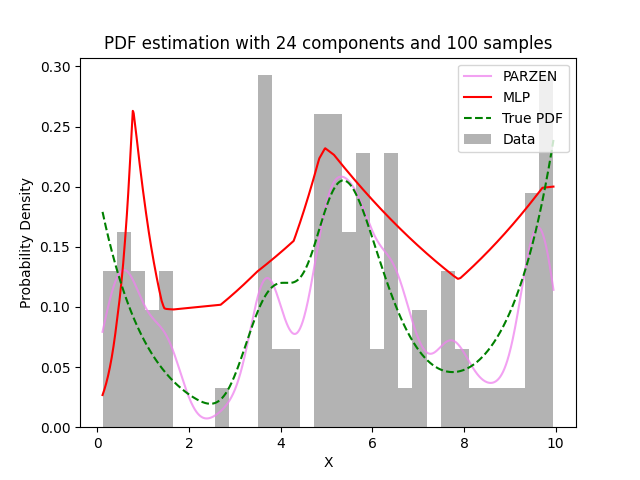 PDF estimation with 24 components and 100 samples
0.30
0.25
0.20
0.15
0.10
0.05
0.00
Probability Density
PARZEN
MLP
True PDF
Data
0 2 4 6 8 10
X